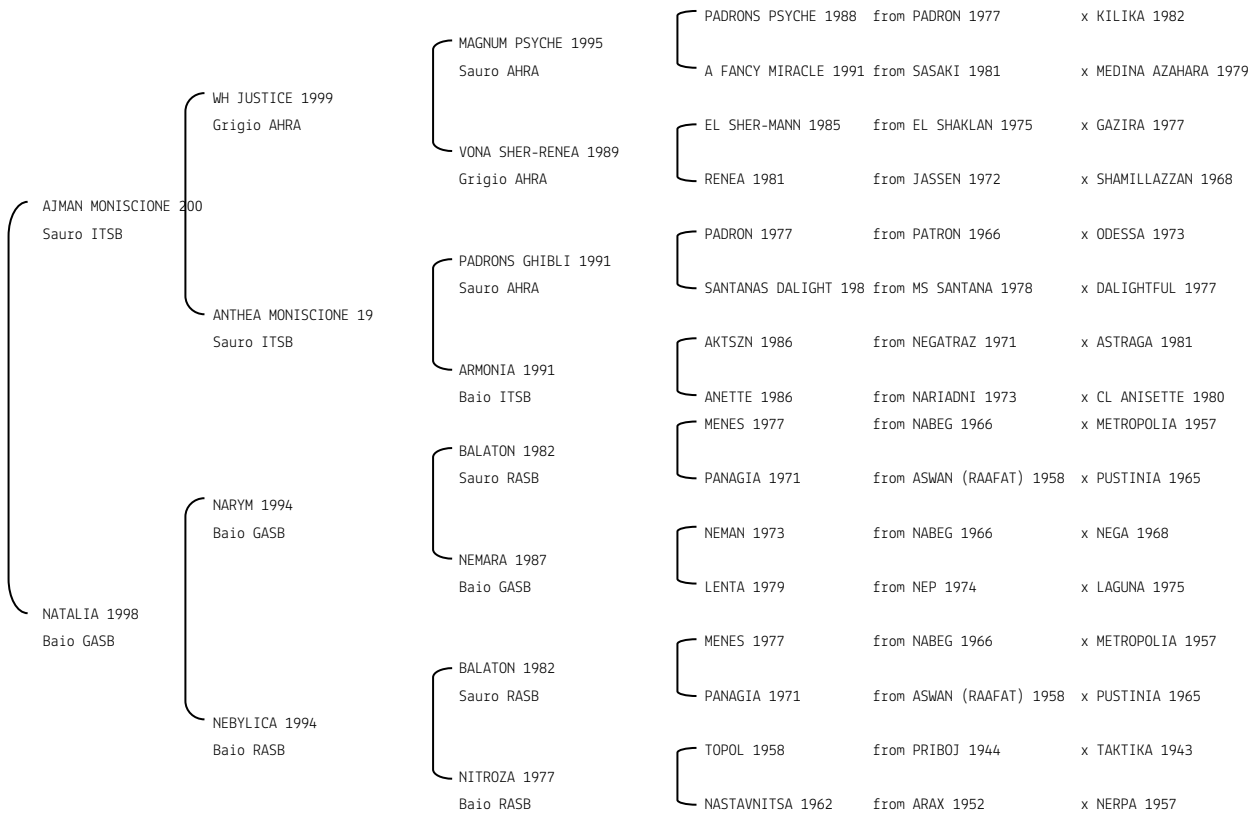 PADRONS PSYCHE 1988 from PADRON 1977 x KILIKA 1982
MAGNUM PSYCHE 1995
Sauro AHRA
A FANCY MIRACLE 1991 from SASAKI 1981 x MEDINA AZAHARA 1979
WH JUSTICE 1999
Grigio AHRA
EL SHER-MANN 1985 from EL SHAKLAN 1975 x GAZIRA 1977
VONA SHER-RENEA 1989
Grigio AHRA
RENEA 1981 from JASSEN 1972 x SHAMILLAZZAN 1968
AJMAN MONISCIONE 200
Sauro ITSB
PADRON 1977 from PATRON 1966 x ODESSA 1973
PADRONS GHIBLI 1991
Sauro AHRA
SANTANAS DALIGHT 198 from MS SANTANA 1978 x DALIGHTFUL 1977
ANTHEA MONISCIONE 19
Sauro ITSB
AKTSZN 1986 from NEGATRAZ 1971 x ASTRAGA 1981
ARMONIA 1991
Baio ITSB
ANETTE 1986 from NARIADNI 1973 x CL ANISETTE 1980
MENES 1977 from NABEG 1966 x METROPOLIA 1957
BALATON 1982
Sauro RASB
PANAGIA 1971 from ASWAN (RAAFAT) 1958 x PUSTINIA 1965
NARYM 1994
Baio GASB
NEMAN 1973 from NABEG 1966 x NEGA 1968
NEMARA 1987
Baio GASB
LENTA 1979 from NEP 1974 x LAGUNA 1975
NATALIA 1998
Baio GASB
MENES 1977 from NABEG 1966 x METROPOLIA 1957
BALATON 1982
Sauro RASB
PANAGIA 1971 from ASWAN (RAAFAT) 1958 x PUSTINIA 1965
NEBYLICA 1994
Baio RASB
TOPOL 1958 from PRIBOJ 1944 x TAKTIKA 1943
NITROZA 1977
Baio RASB
NASTAVNITSA 1962 from ARAX 1952 x NERPA 1957